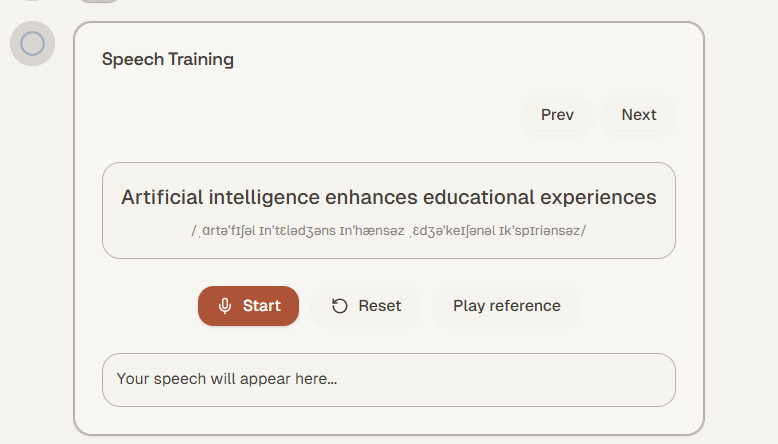 Speech Training
Prev Next
Artificial intelligence enhances educational experiences
/ˌɑrtəˈfɪʃəl ɪnˈtɛlədʒəns ɪnˈhænsəz ˌɛdʒəˈkeɪʃənəl ɪkˈspɪriənsəz/
Start Reset Play reference
Your speech will appear here...